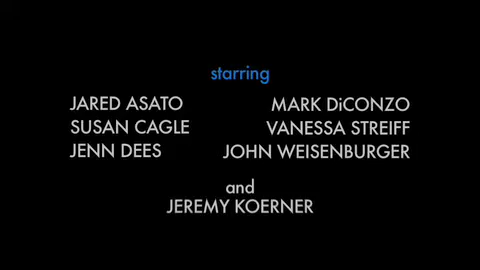 starring
JARED ASATO MARK DiCONZO
SUSAN CAGLE VANESSA STREIFF
JENN DEES JOHN WEISENBURGER
and
JEREMY KOERNER